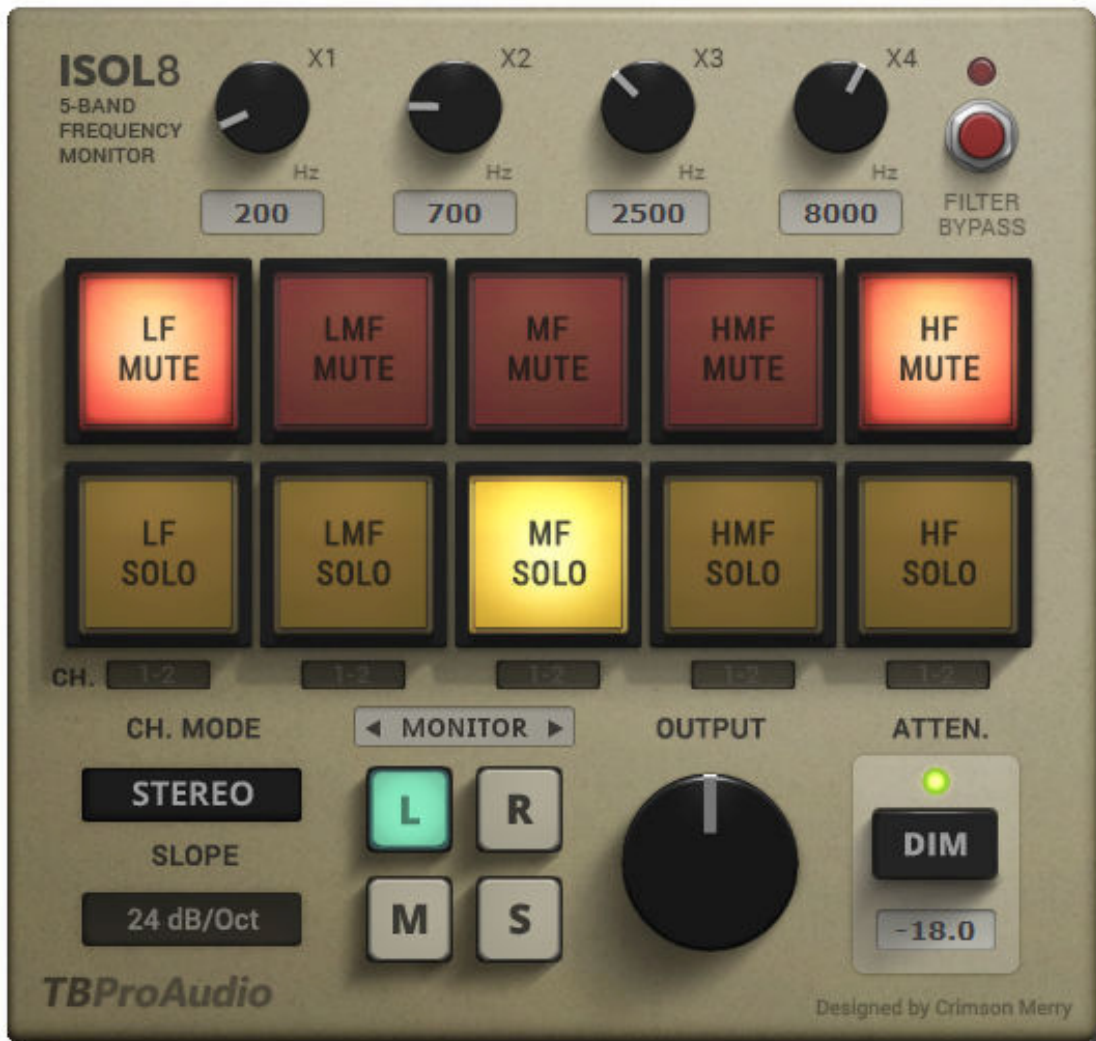 ISOL8
5-BAND
FREQUENCY
MONITOR
X1
X2
X3
X4
Hz
Hz
Hz
Hz
200
700
2500
8000
FILTER
BYPASS
LF
MUTE
LMF
MUTE
MF
MUTE
HMF
MUTE
HF
MUTE
LF
SOLO
LMF
SOLO
MF
SOLO
HMF
SOLO
HF
SOLO
CH.
1-2
1-2
1-2
1-2
1-2
CH. MODE
◄ MONITOR ►
OUTPUT
ATTEN.
STEREO
L
R
DIM
SLOPE
24 dB/Oct
M
S
-18.0
TBProAudio
Designed by Crimson Merry